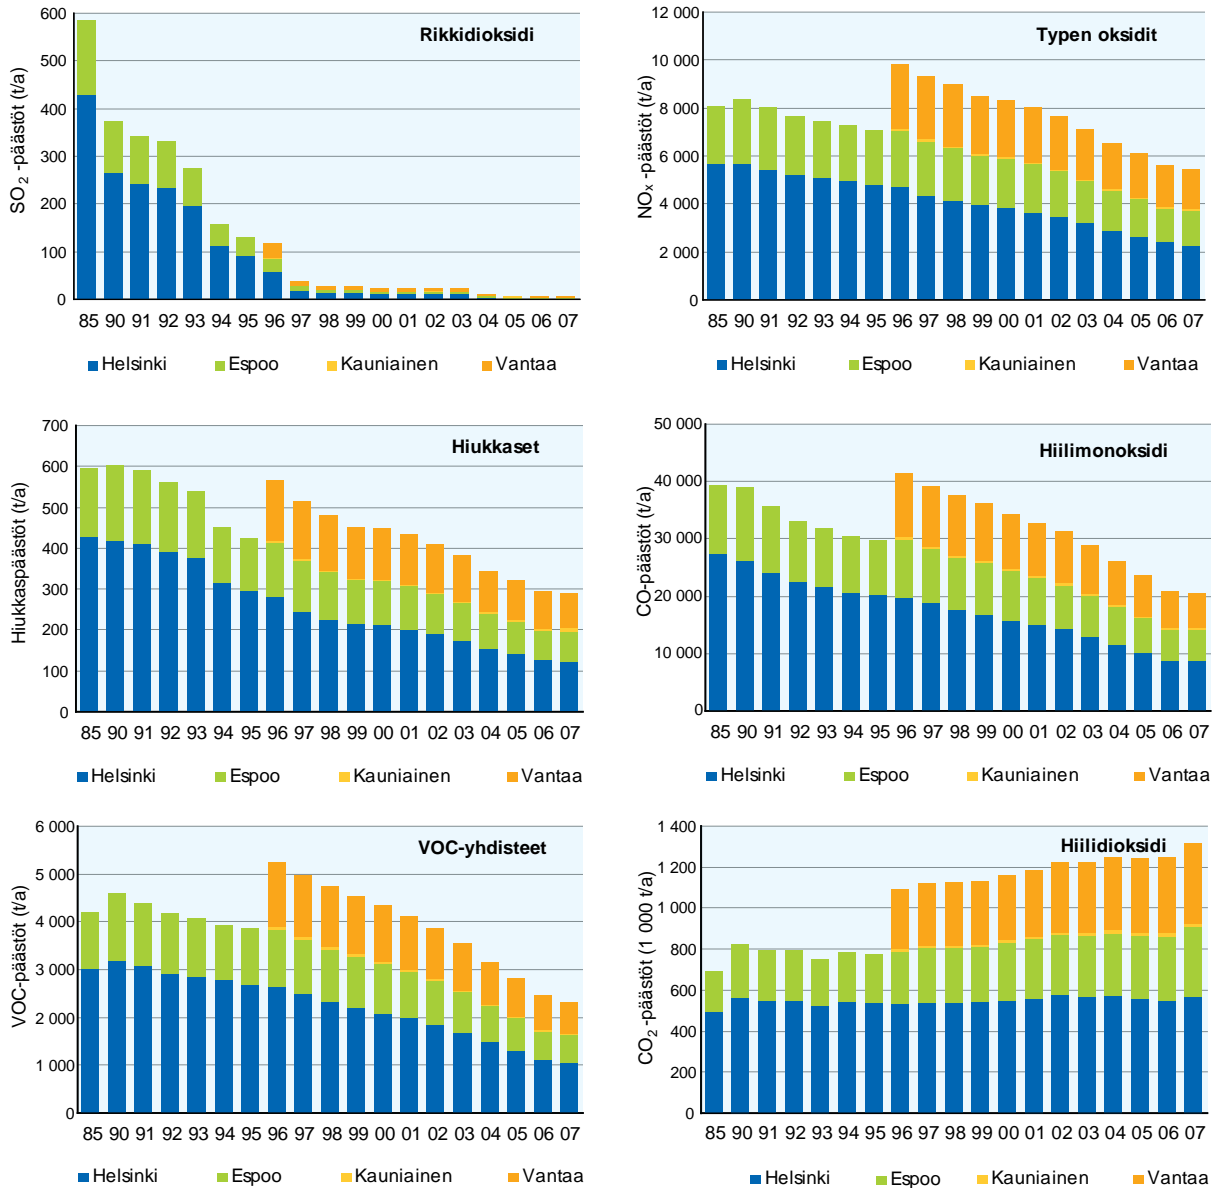 Rikkidioksidi
SO2 -päästöt (t/a)
600
500
400
300
200
100
0
85 90 91 92 93 94 95 96 97 98 99 00 01 02 03 04 05 06 07
Helsinki Espoo Kauniainen Vantaa
Typen oksidit
NOx -päästöt (t/a)
12 000
10 000
8 000
6 000
4 000
2 000
0
85 90 91 92 93 94 95 96 97 98 99 00 01 02 03 04 05 06 07
Helsinki Espoo Kauniainen Vantaa
Hiukkaset
Hiukkaspäästöt (t/a)
700
600
500
400
300
200
100
0
85 90 91 92 93 94 95 96 97 98 99 00 01 02 03 04 05 06 07
Helsinki Espoo Kauniainen Vantaa
Hiilimonoksidi
CO-päästöt (t/a)
50 000
40 000
30 000
20 000
10 000
0
85 90 91 92 93 94 95 96 97 98 99 00 01 02 03 04 05 06 07
Helsinki Espoo Kauniainen Vantaa
VOC-yhdisteet
VOC-päästöt (t/a)
6 000
5 000
4 000
3 000
2 000
1 000
0
85 90 91 92 93 94 95 96 97 98 99 00 01 02 03 04 05 06 07
Helsinki Espoo Kauniainen Vantaa
Hiilidioksidi
CO2 -päästöt (1 000 t/a)
1 400
1 200
1 000
800
600
400
200
0
85 90 91 92 93 94 95 96 97 98 99 00 01 02 03 04 05 06 07
Helsinki Espoo Kauniainen Vantaa